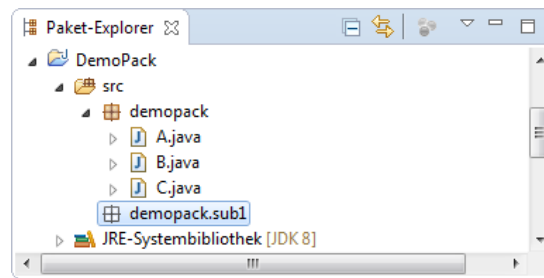 Paket-Explorer
DemoPack
src
demopack
A.java
B.java
C.java
demopack.sub1
JRE-Systembibliothek [JDK 8]